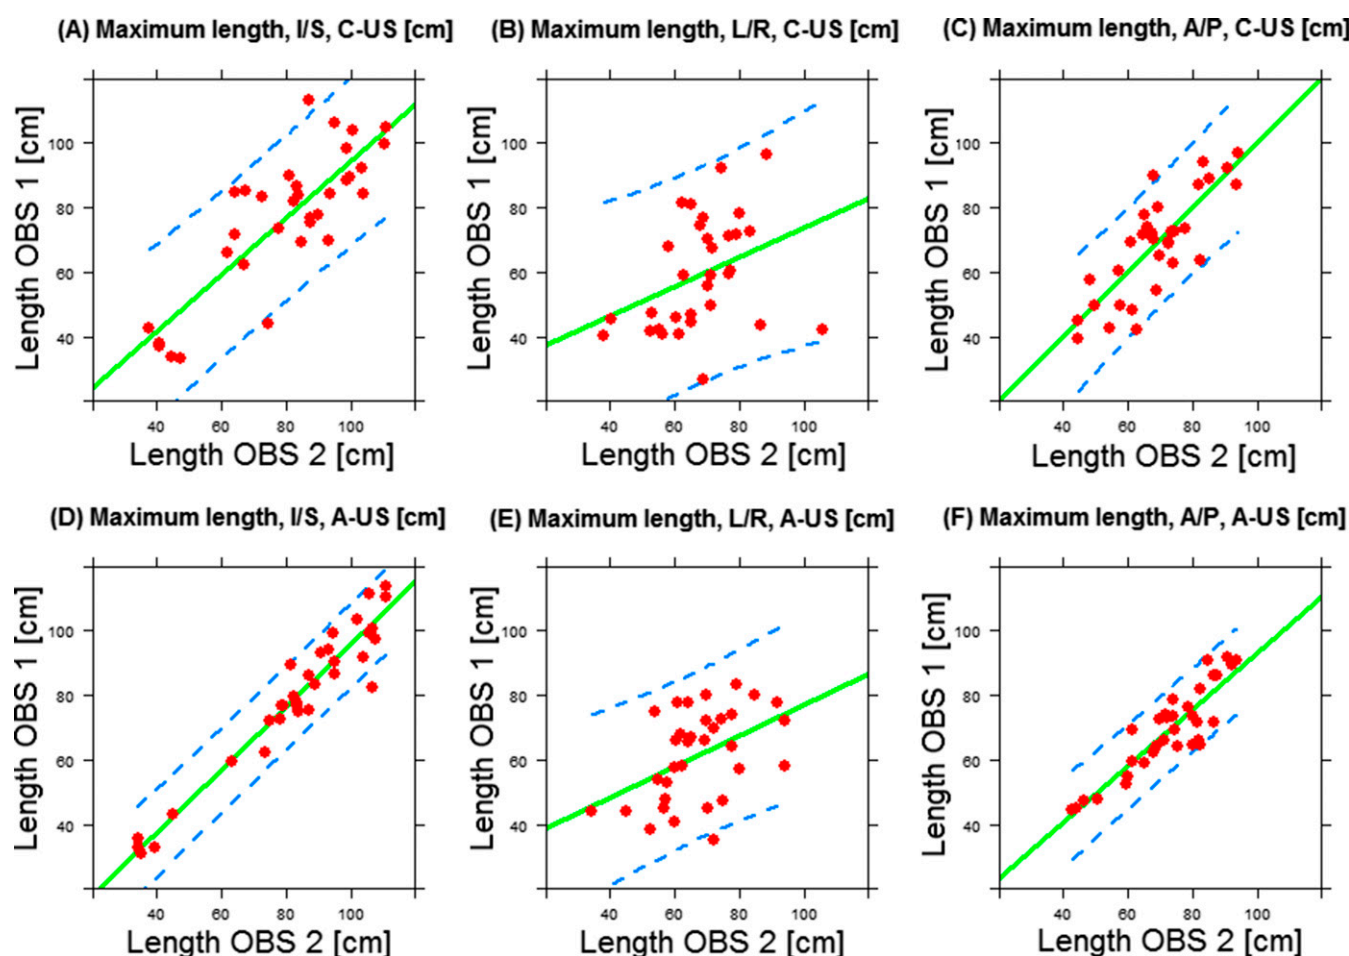 (A) Maximum length, I/S, C-US [cm]
(B) Maximum length, L/R, C-US [cm]
(C) Maximum length, A/P, C-US [cm]
Length OBS 1 [cm]
100
80
60
40
40 60 80 100
Length OBS 2 [cm]
Length OBS 1 [cm]
100
80
60
40
40 60 80 100
Length OBS 2 [cm]
Length OBS 1 [cm]
100
80
60
40
40 60 80 100
Length OBS 2 [cm]
(D) Maximum length, I/S, A-US [cm]
(E) Maximum length, L/R, A-US [cm]
(F) Maximum length, A/P, A-US [cm]
Length OBS 1 [cm]
100
80
60
40
40 60 80 100
Length OBS 2 [cm]
Length OBS 1 [cm]
100
80
60
40
40 60 80 100
Length OBS 2 [cm]
Length OBS 1 [cm]
100
80
60
40
40 60 80 100
Length OBS 2 [cm]